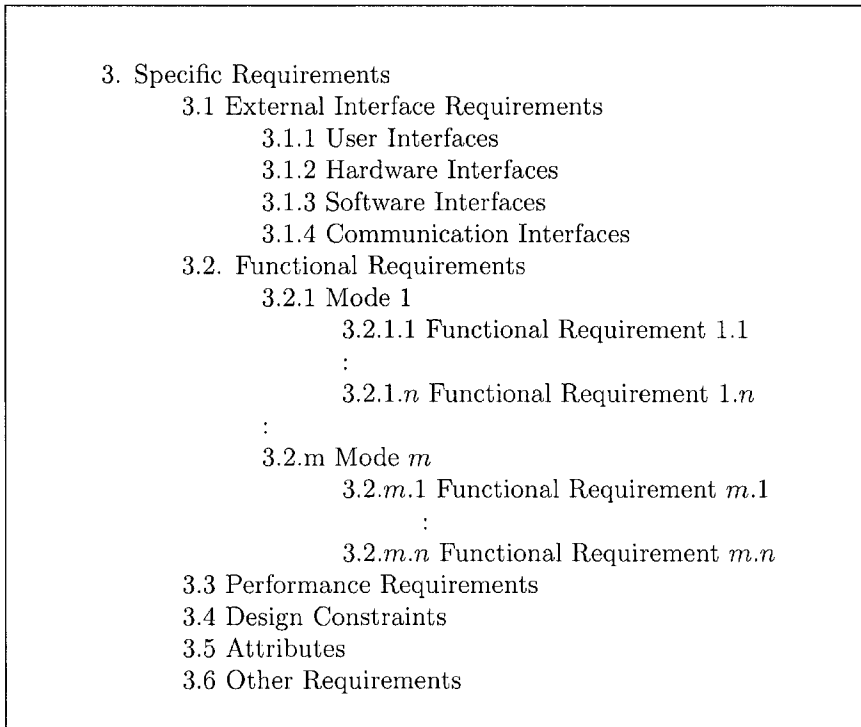 3. Specific Requirements
3.1 External Interface Requirements
3.1.1 User Interfaces
3.1.2 Hardware Interfaces
3.1.3 Software Interfaces
3.1.4 Communication Interfaces
3.2. Functional Requirements
3.2.1 Mode 1
3.2.1.1 Functional Requirement 1.1
:
3.2.1.n Functional Requirement 1.n
:
3.2.m Mode m
3.2.m.1 Functional Requirement m.1
:
3.2.m.n Functional Requirement m.n
3.3 Performance Requirements
3.4 Design Constraints
3.5 Attributes
3.6 Other Requirements